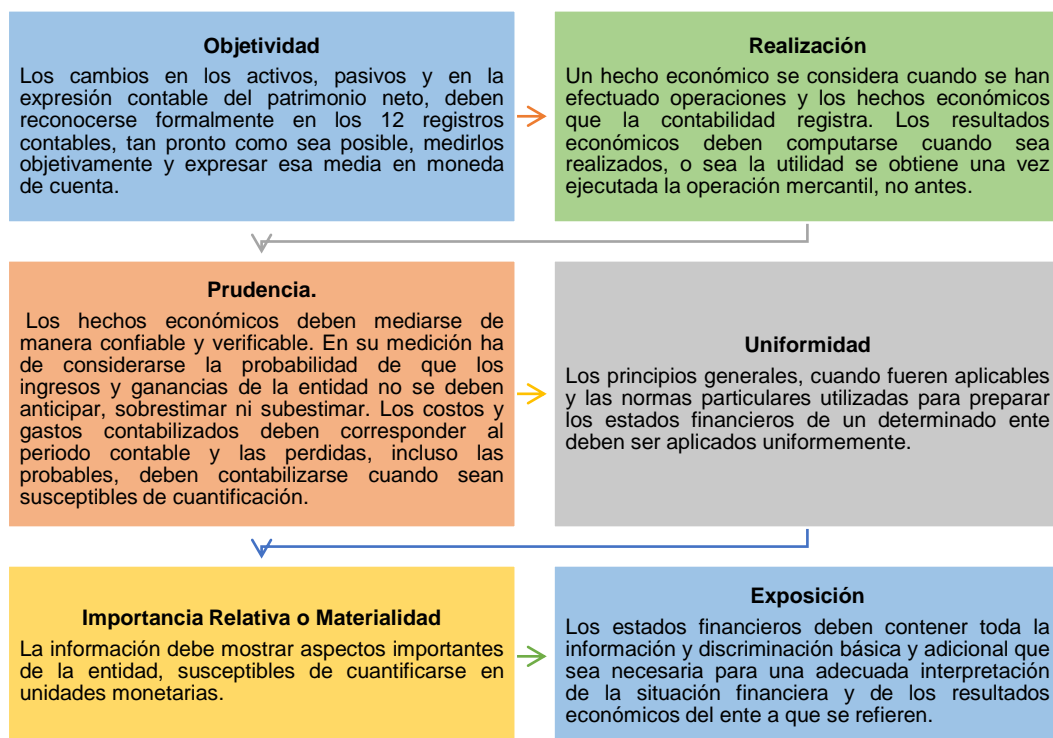 Objetividad
Los cambios en los activos, pasivos y en la
expresión contable del patrimonio neto, deben
reconocerse formalmente en los 12 registros
contables, tan pronto como sea posible, medirlos
objetivamente y expresar esa media en moneda
de cuenta.
Realización
Un hecho económico se considera cuando se han
efectuado operaciones y los hechos económicos
que la contabilidad registra. Los resultados
económicos deben computarse cuando sea
realizados, o sea la utilidad se obtiene una vez
ejecutada la operación mercantil, no antes.
Prudencia.
Los hechos económicos deben mediarse de
manera confiable y verificable. En su medición ha
de considerarse la probabilidad de que los
ingresos y ganancias de la entidad no se deben
anticipar, sobrestimar ni subestimar. Los costos y
gastos contabilizados deben corresponder al
periodo contable y las perdidas, incluso las
probables, deben contabilizarse cuando sean
susceptibles de cuantificación.
Uniformidad
Los principios generales, cuando fueren aplicables
y las normas particulares utilizadas para preparar
los estados financieros de un determinado ente
deben ser aplicados uniformemente.
Importancia Relativa o Materialidad
La información debe mostrar aspectos importantes
de la entidad, susceptibles de cuantificarse en
unidades monetarias.
Exposición
Los estados financieros deben contener toda la
información y discriminación básica y adicional que
sea necesaria para una adecuada interpretación
de la situación financiera y de los resultados
económicos del ente a que se refieren.